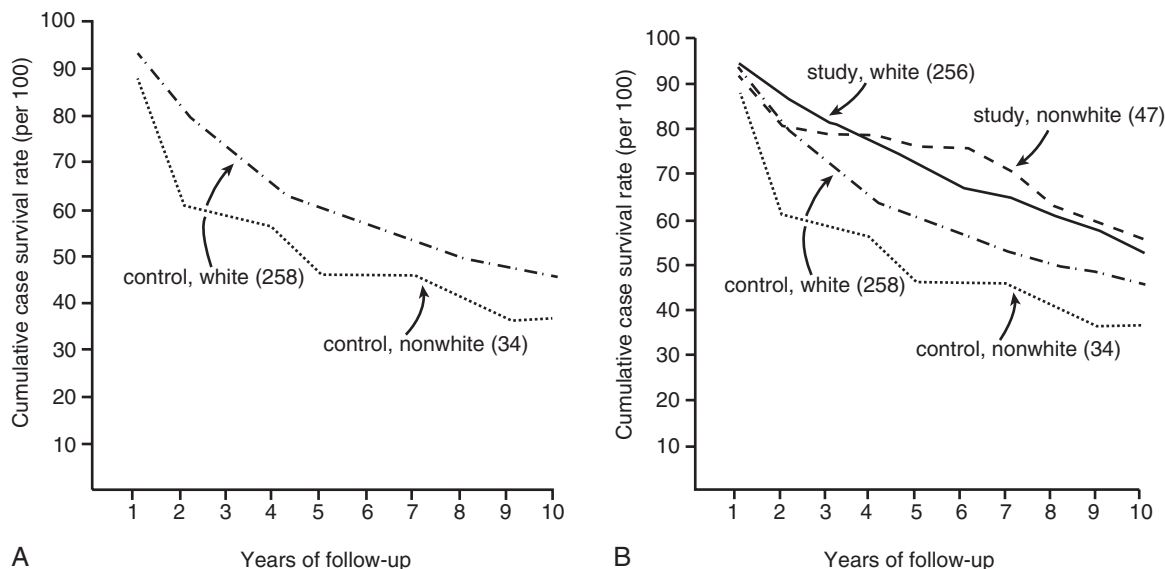 100
90
80
70
60
50
40
30
20
10
Cumulative case survival rate (per 100)
control, white (258)
control, nonwhite (34)
1 2 3 4 5 6 7 8 9 10
A
Years of follow-up
100
90
80
70
60
50
40
30
20
10
Cumulative case survival rate (per 100)
study, white (256)
study, nonwhite (47)
control, white (258)
control, nonwhite (34)
1 2 3 4 5 6 7 8 9 10
B
Years of follow-up